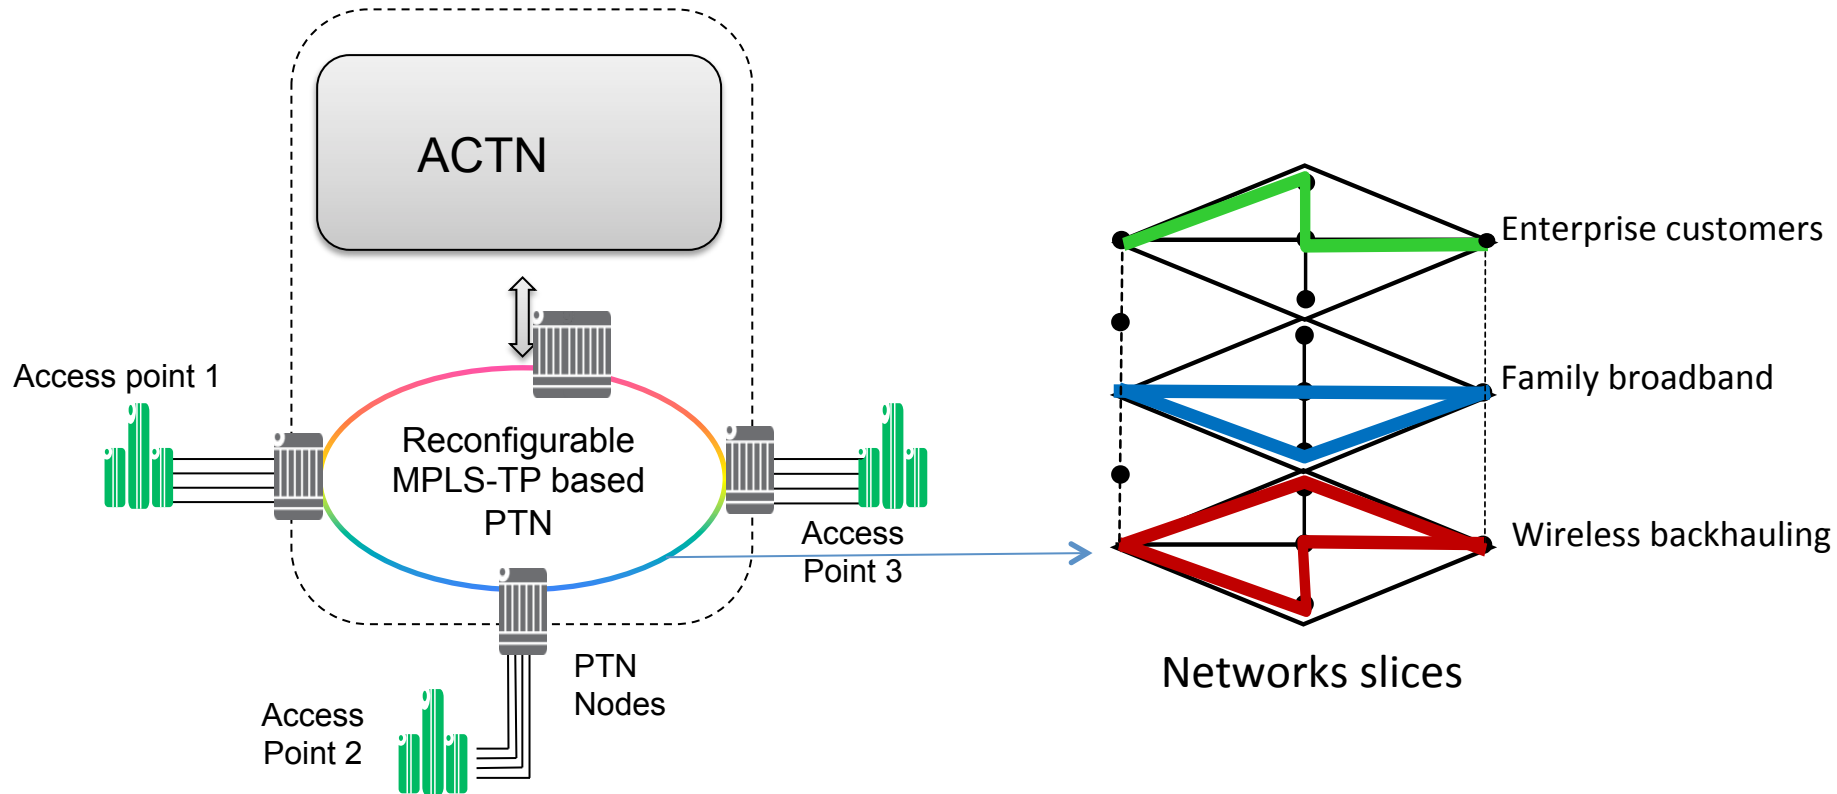 ACTN
Access point 1
Reconfigurable
MPLS-TP based
PTN
Access
Point 3
PTN
Nodes
Access
Point 2
Enterprise customers
Family broadband
Wireless backhauling
Networks slices